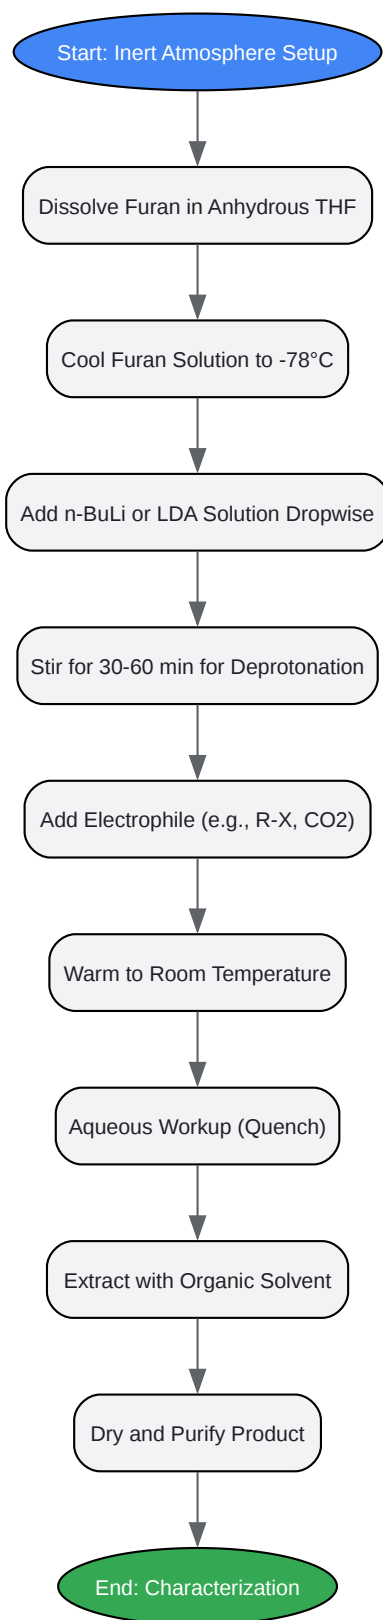 Start: Inert Atmosphere Setup
Dissolve Furan in Anhydrous THF
Cool Furan Solution to -78°C
Add n-BuLi or LDA Solution Dropwise
Stir for 30-60 min for Deprotonation
Add Electrophile (e.g., R-X, CO2)
Warm to Room Temperature
Aqueous Workup (Quench)
Extract with Organic Solvent
Dry and Purify Product
End: Characterization